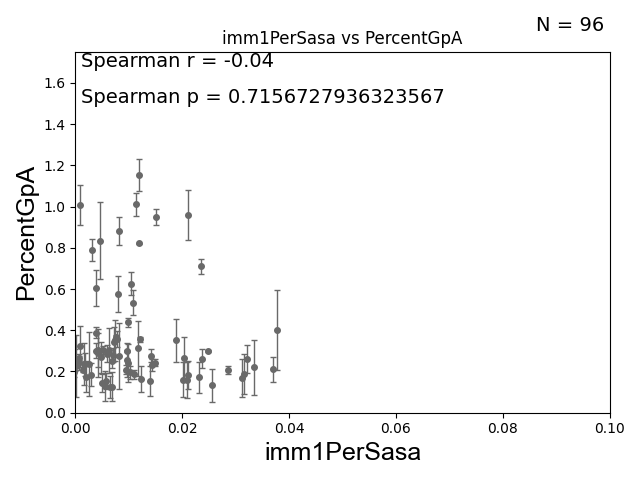 N = 96
imm1PerSasa vs PercentGpA
Spearman r = -0.04
Spearman p = 0.7156727936323567
PercentGpA
1.6
1.4
1.2
1.0
0.8
0.6
0.4
0.2
0.0
0.00 0.02 0.04 0.06 0.08 0.10
imm1PerSasa